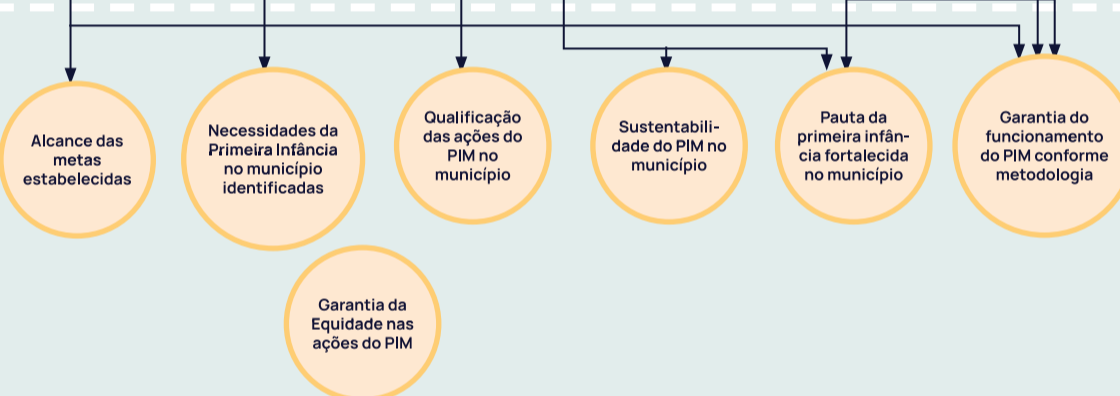 Alcance das
metas
estabelecidas
Necessidades da
Primeira Infância
no município
identificadas
Qualificação
das ações do
PIM no
município
Sustentabili-
dade do PIM no
município
Pauta da
primeira infân-
cia fortalecida
no município
Garantia do
funcionamento
do PIM conforme
metodologia
Garantia da
Equidade nas
ações do PIM